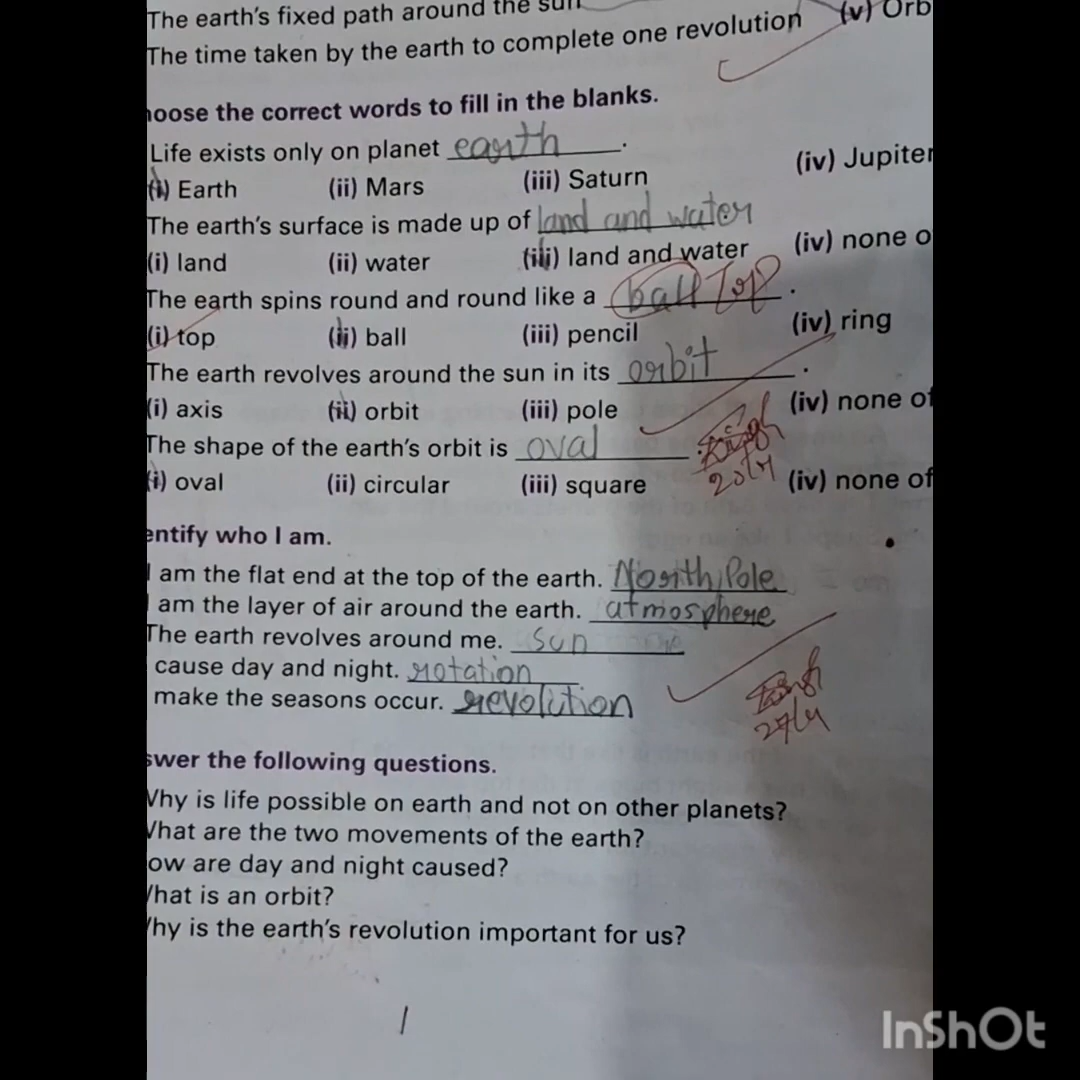 The earth's fixed path around the sun
The time taken by the earth to complete one revolution (v) Orb
hoose the correct words to fill in the blanks.
Life exists only on planet earth.
(i) Earth (ii) Mars (iii) Saturn (iv) Jupiter
The earth's surface is made up of land and water
(i) land (ii) water (iii) land and water (iv) none o
The earth spins round and round like a ball Top.
(i) top (ii) ball (iii) pencil (iv) ring
The earth revolves around the sun in its orbit.
(i) axis (ii) orbit (iii) pole (iv) none of
The shape of the earth's orbit is oval.
(i) oval (ii) circular (iii) square (iv) none of
20/4
entify who I am.
I am the flat end at the top of the earth. North Pole
I am the layer of air around the earth. atmosphere
The earth revolves around me. sun
cause day and night. rotation
make the seasons occur. revolution
27/4
swer the following questions.
Why is life possible on earth and not on other planets?
What are the two movements of the earth?
ow are day and night caused?
What is an orbit?
Why is the earth's revolution important for us?
InShOt